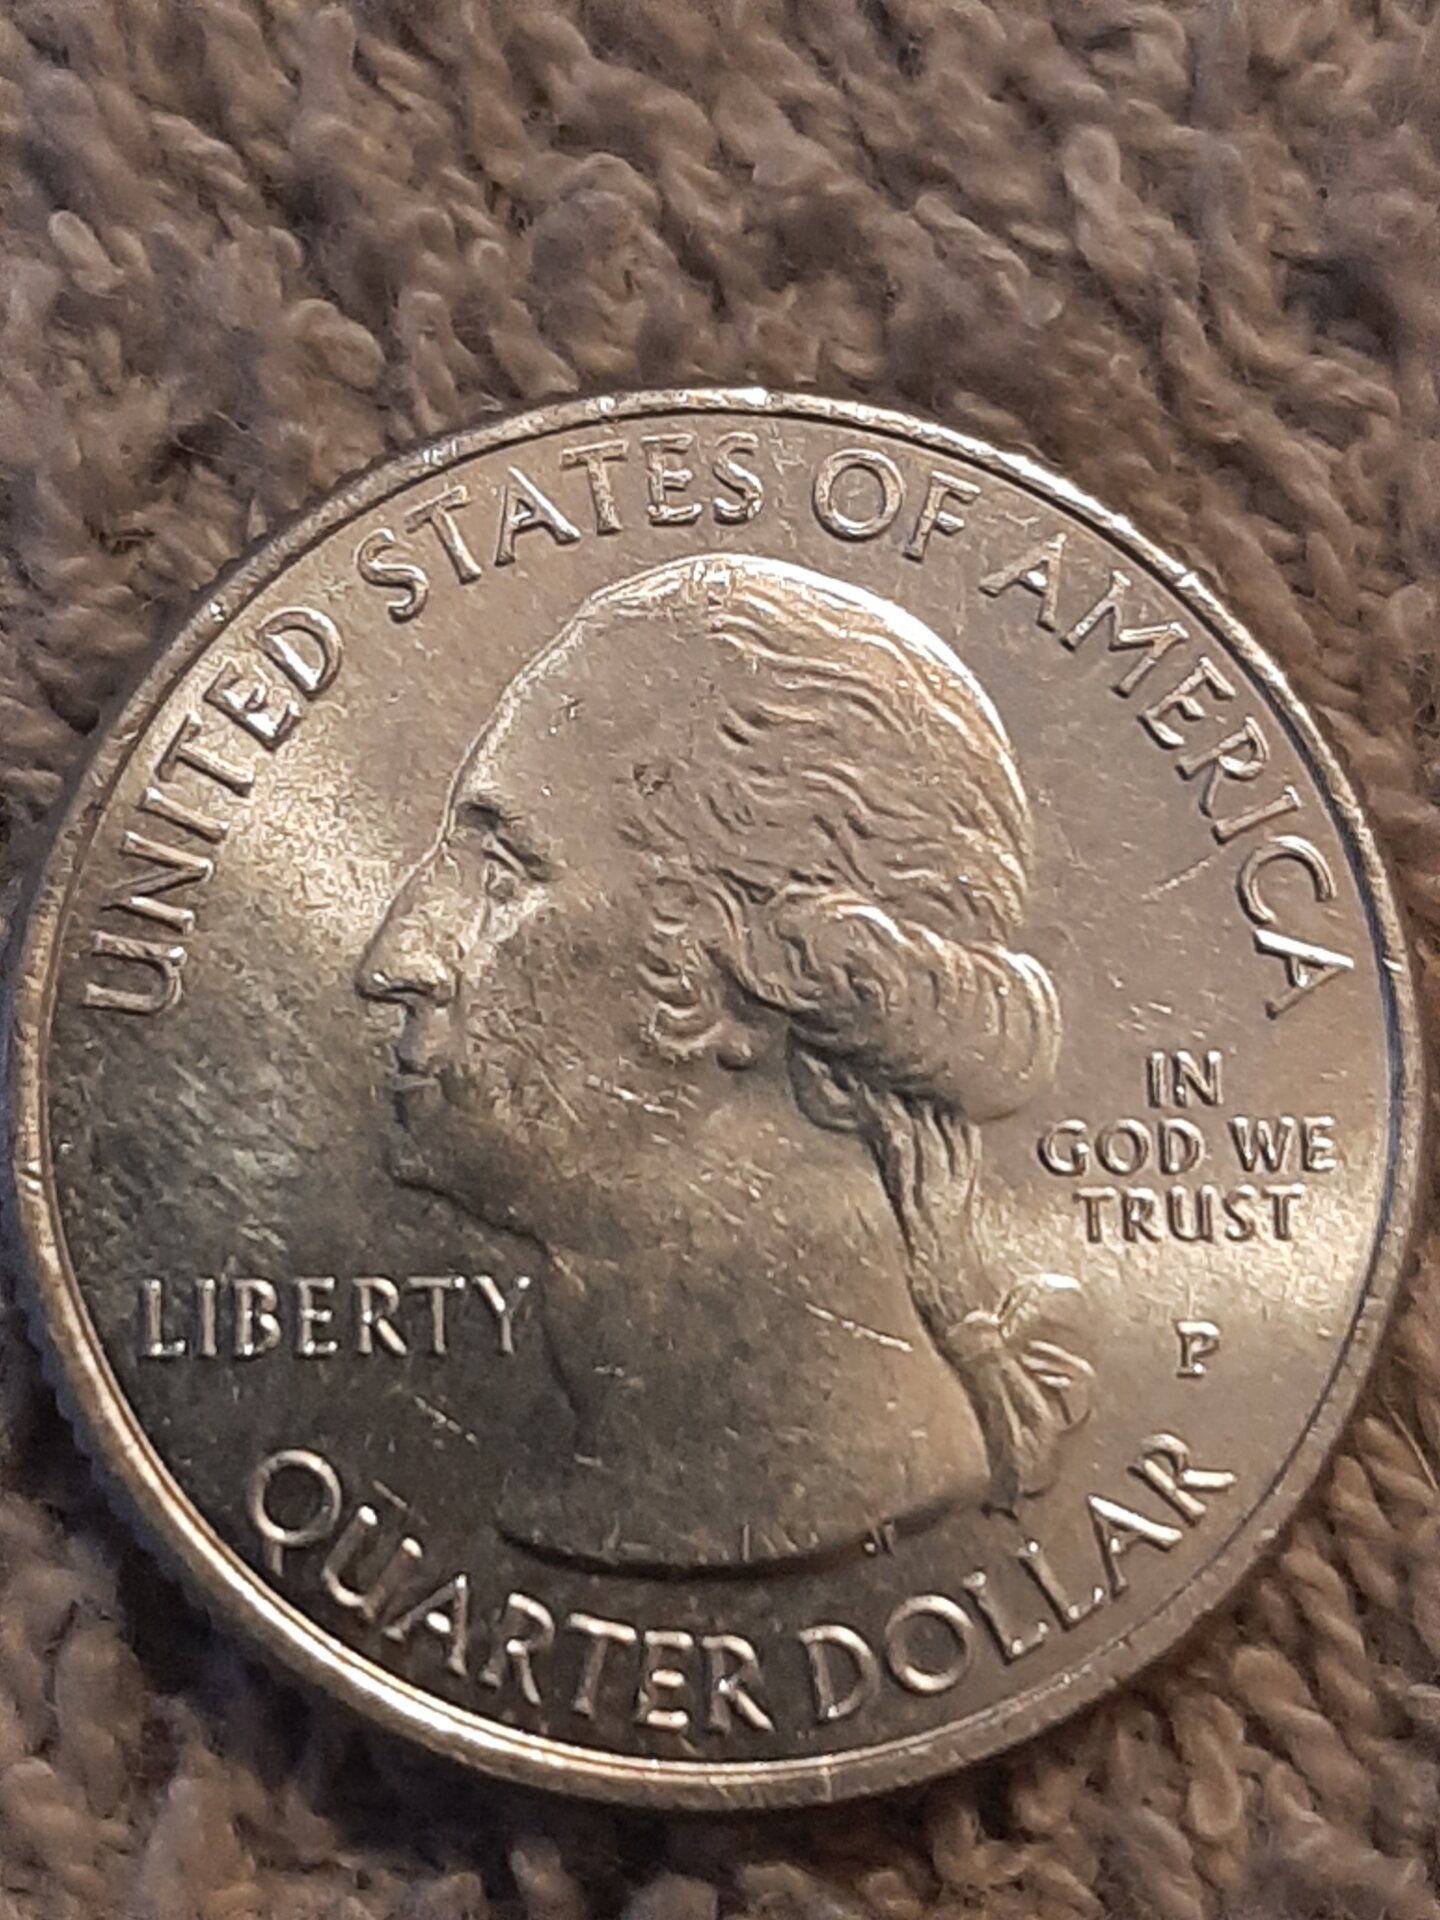 UNITED STATES OF AMERICA
IN
GOD WE
TRUST
LIBERTY
P
QUARTER DOLLAR